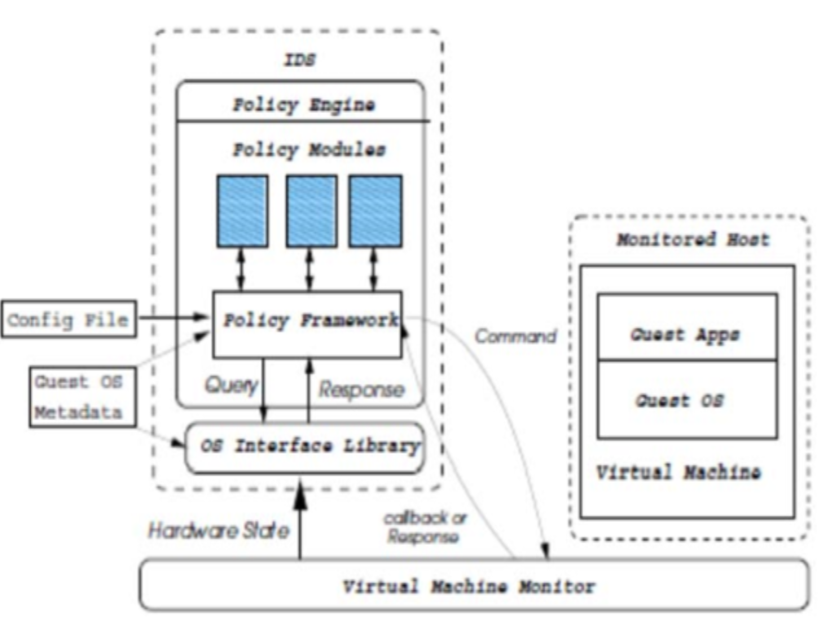 IDS
Policy Engine
Policy Modules
Monitored Host
Config File
Policy Framework
Command
Guest Apps
Guest OS
Metadata
Query
Response
Guest OS
OS Interface Library
Virtual Machine
Hardware State
callback or
Response
Virtual Machine Monitor